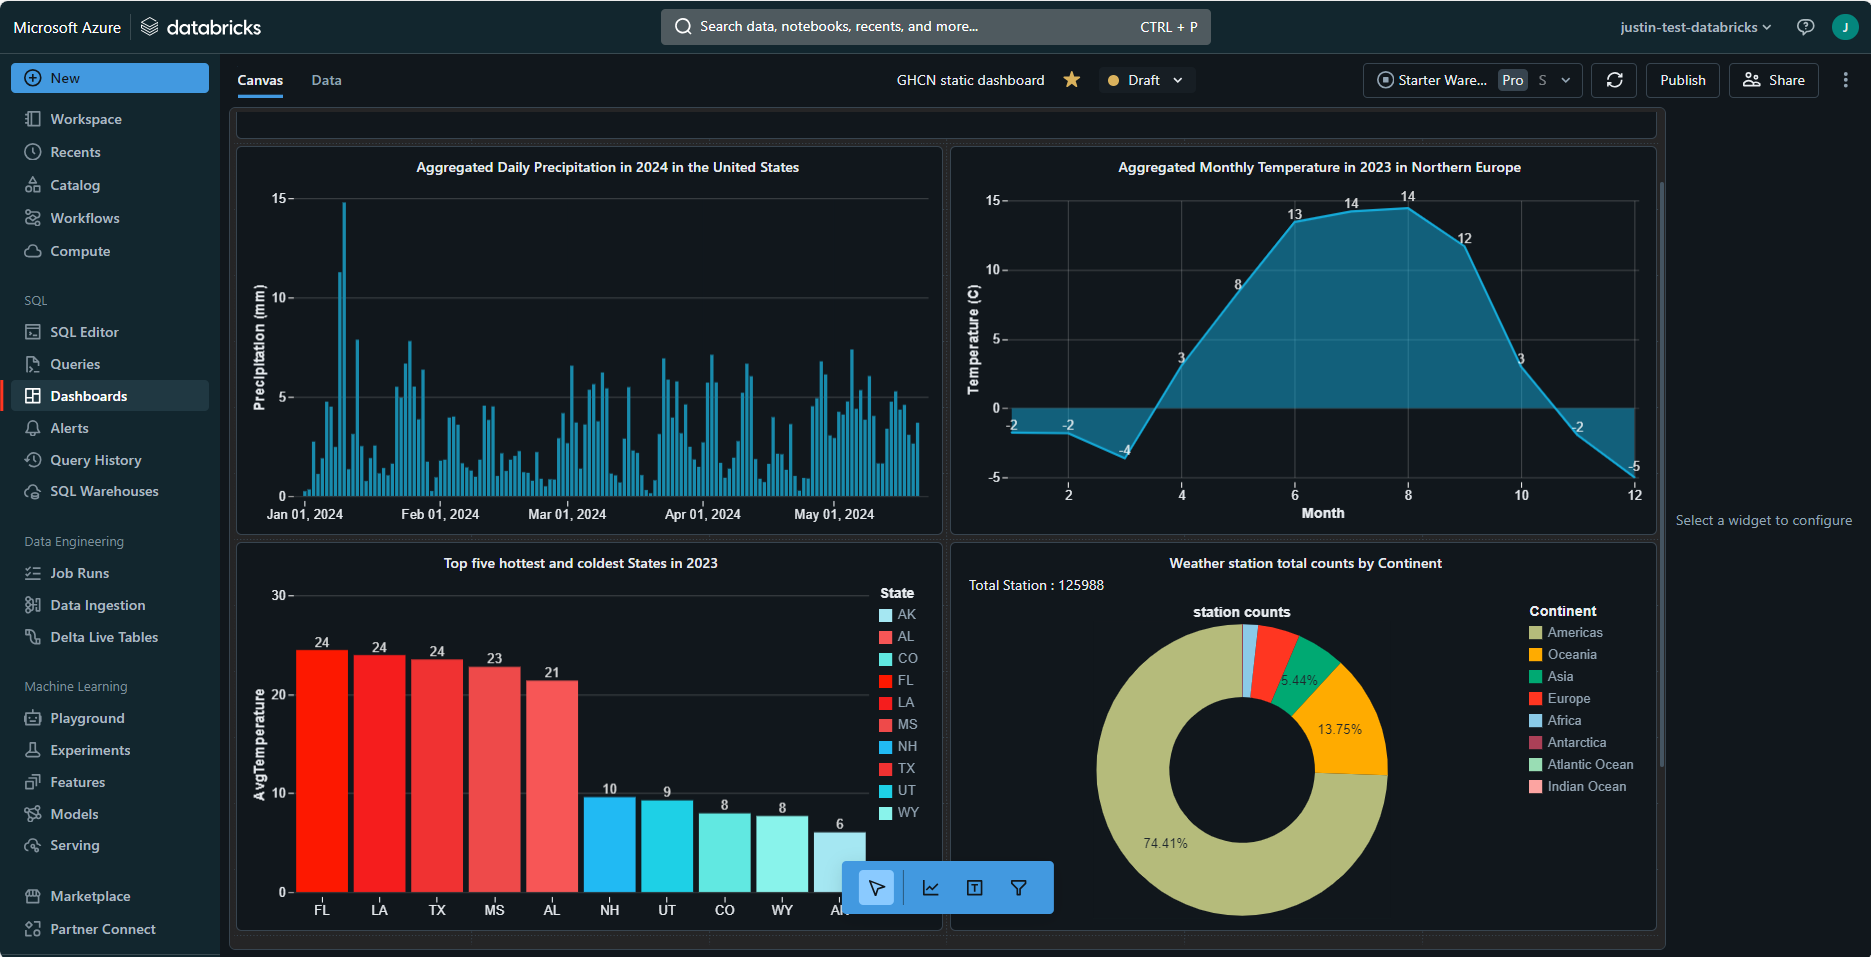 Microsoft Azure databricks
Search data, notebooks, recents, and more... CTRL + P
justin-test-databricks
J
New
Workspace
Recents
Catalog
Workflows
Compute
SQL
SQL Editor
Queries
Dashboards
Alerts
Query History
SQL Warehouses
Data Engineering
Job Runs
Data Ingestion
Delta Live Tables
Machine Learning
Playground
Experiments
Features
Models
Serving
Marketplace
Partner Connect
Canvas Data
GHCN static dashboard Draft
Starter Ware... Pro S
Publish
Share
Aggregated Daily Precipitation in 2024 in the United States
Precipitation (mm)
15
10
5
0
Jan 01, 2024 Feb 01, 2024 Mar 01, 2024 Apr 01, 2024 May 01, 2024
Aggregated Monthly Temperature in 2023 in Northern Europe
Temperature (C)
15
10
5
0
-5
-2 -2 -4 3 8 13 14 14 12 3 -2 -5
2 4 6 8 10 12
Month
Select a widget to configure
Top five hottest and coldest States in 2023
AvgTemperature
30
20
10
0
24 24 24 23 21 10 9 8 8 6
FL LA TX MS AL NH UT CO WY
State
AK
AL
CO
FL
LA
MS
NH
TX
UT
WY
Weather station total counts by Continent
Total Station : 125988
station counts
5.44%
13.75%
74.41%
Continent
Americas
Oceania
Asia
Europe
Africa
Antarctica
Atlantic Ocean
Indian Ocean